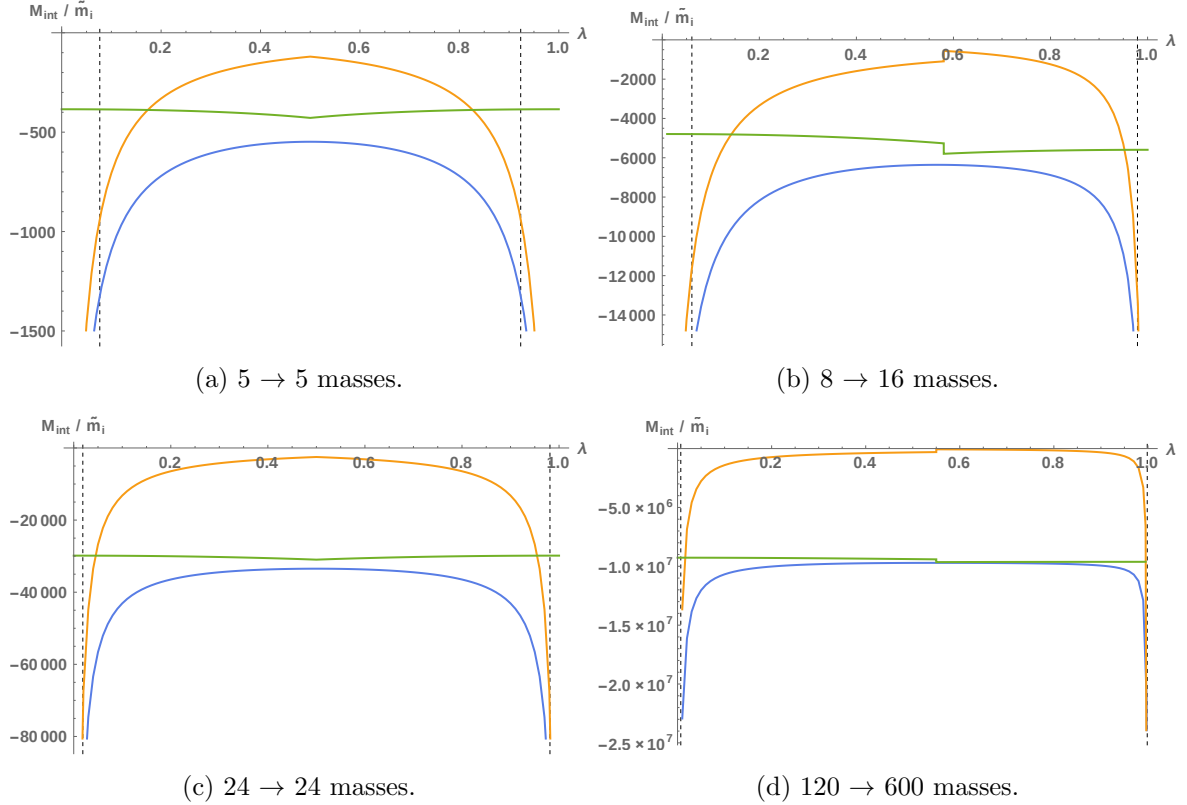 M_int / m̃_i
0.2 0.4 0.6 0.8 1.0 λ
−500
−1000
−1500
(a) 5 → 5 masses.
M_int / m̃_i
0.2 0.4 0.6 0.8 1.0 λ
−2000
−4000
−6000
−8000
−10 000
−12 000
−14 000
(b) 8 → 16 masses.
M_int / m̃_i
0.2 0.4 0.6 0.8 1.0 λ
−20 000
−40 000
−60 000
−80 000
(c) 24 → 24 masses.
M_int / m̃_i
0.2 0.4 0.6 0.8 1.0 λ
−5.0 × 10^6
−1.0 × 10^7
−1.5 × 10^7
−2.0 × 10^7
−2.5 × 10^7
(d) 120 → 600 masses.